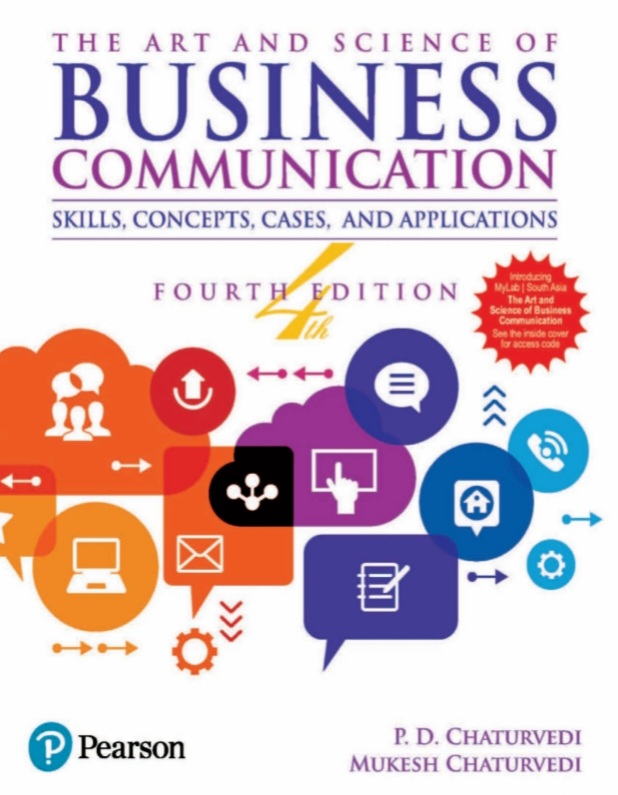 THE ART AND SCIENCE OF
BUSINESS
COMMUNICATION
SKILLS, CONCEPTS, CASES, AND APPLICATIONS
FOURTH EDITION
4th
Introducing
MyLab | South Asia
The Art and
Science of Business
Communication
See the inside cover
for access code
Pearson
P. D. CHATURVEDI
MUKESH CHATURVEDI